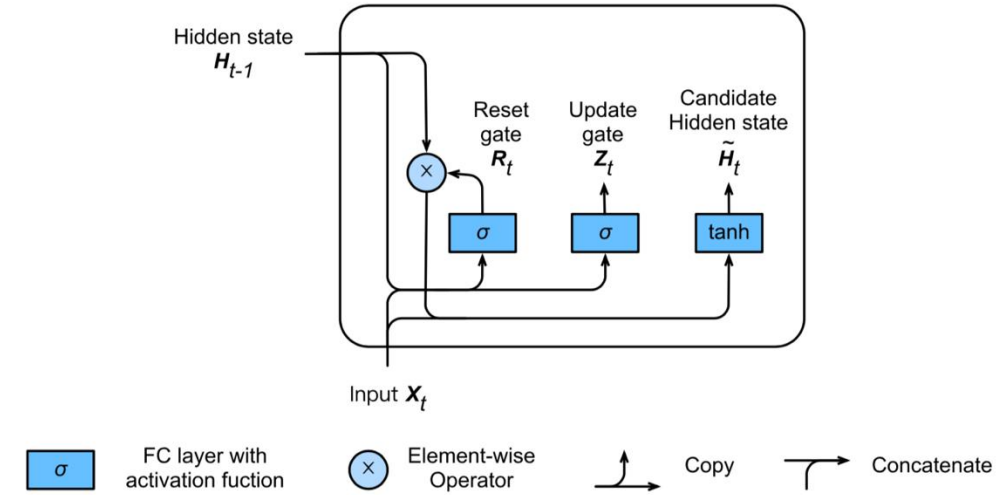 Hidden state
H_{t-1}
Reset
gate
R_t
Update
gate
Z_t
Candidate
Hidden state
H̃_t
×
σ
σ
tanh
Input X_t
σ
FC layer with
activation fuction
×
Element-wise
Operator
Copy
Concatenate